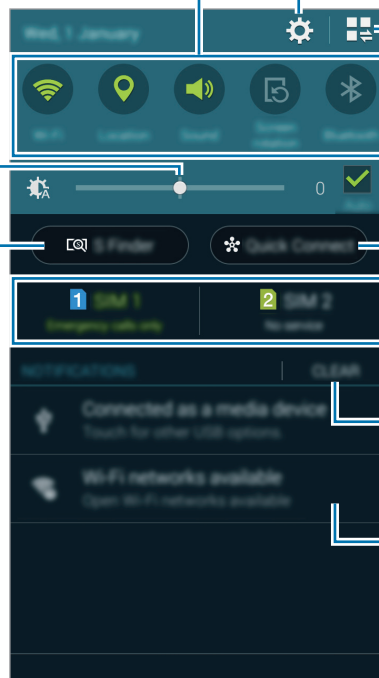 Wed, 1 January
Wi-Fi Location Sound Screen rotation Bluetooth
0 Auto
S Finder Quick Connect
1 SIM 1 2 SIM 2
Emergency calls only No service
NOTIFICATIONS CLEAR
Connected as a media device
Touch for other USB options.
Wi-Fi networks available
Open Wi-Fi networks available